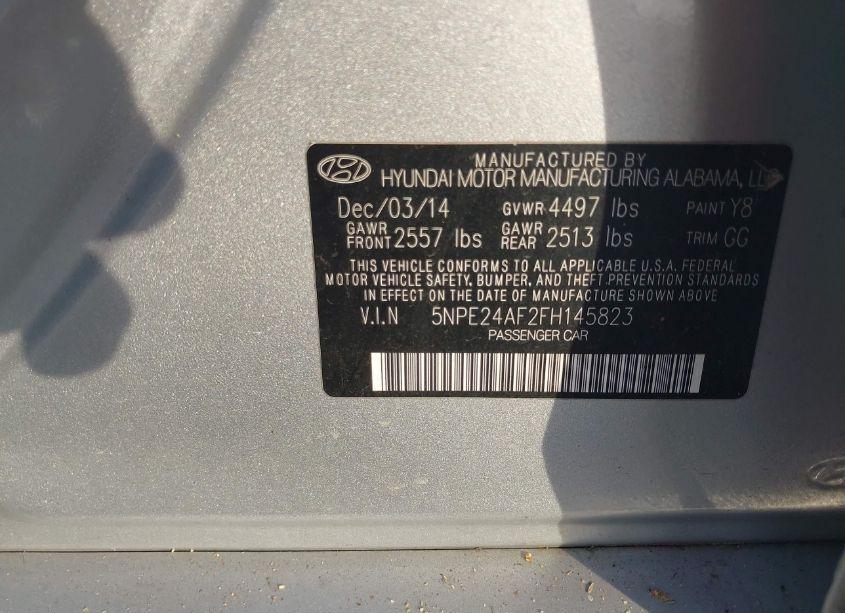 MANUFACTURED BY
HYUNDAI MOTOR MANUFACTURING ALABAMA,
Dec/03/14 GVWR 4497 lbs PAINT Y8
GAWR FRONT 2557 lbs GAWR REAR 2513 lbs TRIM GG
THIS VEHICLE CONFORMS TO ALL APPLICABLE U.S.A. FEDERAL
MOTOR VEHICLE SAFETY, BUMPER, AND THEFT PREVENTION STANDARDS
IN EFFECT ON THE DATE OF MANUFACTURE SHOWN ABOVE
V.I.N 5NPE24AF2FH145823
PASSENGER CAR